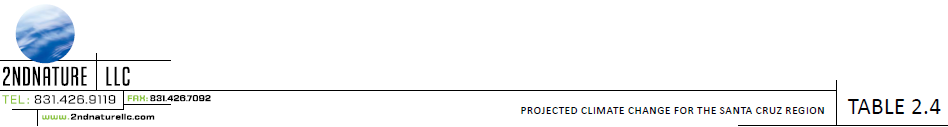 2NDNATURE LLC
TEL: 831.426.9119 FAX: 831.426.7092
www.2ndnaturellc.com
PROJECTED CLIMATE CHANGE FOR THE SANTA CRUZ REGION TABLE 2.4